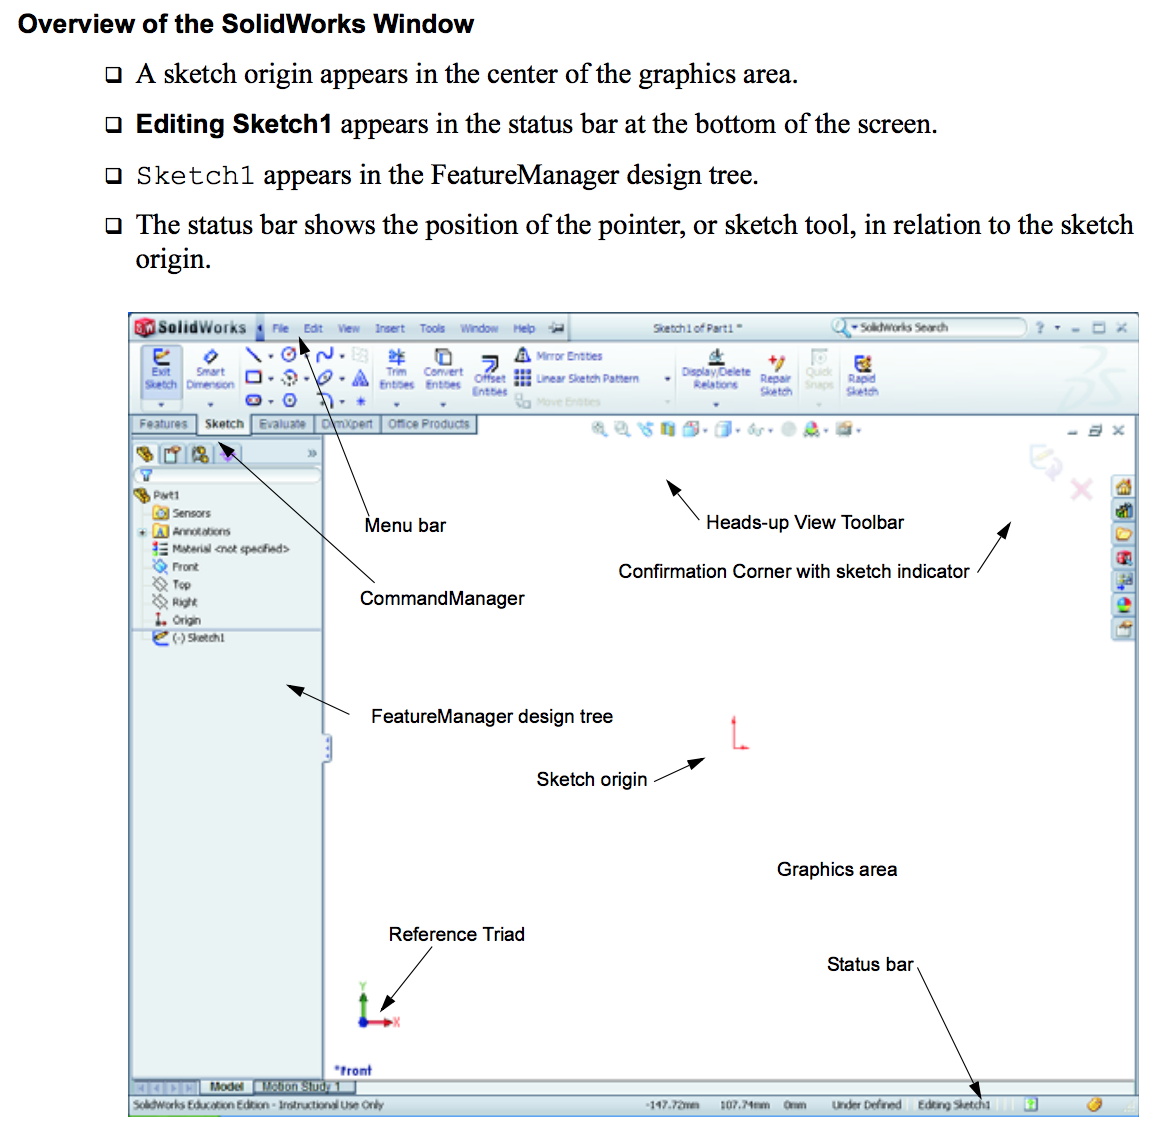 Overview of the SolidWorks Window
❑ A sketch origin appears in the center of the graphics area.
❑ Editing Sketch1 appears in the status bar at the bottom of the screen.
❑ Sketch1 appears in the FeatureManager design tree.
❑ The status bar shows the position of the pointer, or sketch tool, in relation to the sketch
origin.
SolidWorks File Edit View Insert Tools Window Help Sketch1 of Part1 * SolidWorks Search ?
Exit Sketch
Smart Dimension
Trim Entities
Convert Entities
Offset Entities
Mirror Entities
Linear Sketch Pattern
Move Entities
Display/Delete Relations
Repair Sketch
Quick Snaps
Rapid Sketch
Features Sketch Evaluate DimXpert Office Products
Part1
Sensors
Annotations
Material <not specified>
Front
Top
Right
Origin
(-) Sketch1
Menu bar
Heads-up View Toolbar
Confirmation Corner with sketch indicator
CommandManager
FeatureManager design tree
Sketch origin
Graphics area
Reference Triad
Status bar
Y
X
*Front
Model Motion Study 1
SolidWorks Education Edition - Instructional Use Only -147.72mm 107.74mm 0mm Under Defined Editing Sketch1